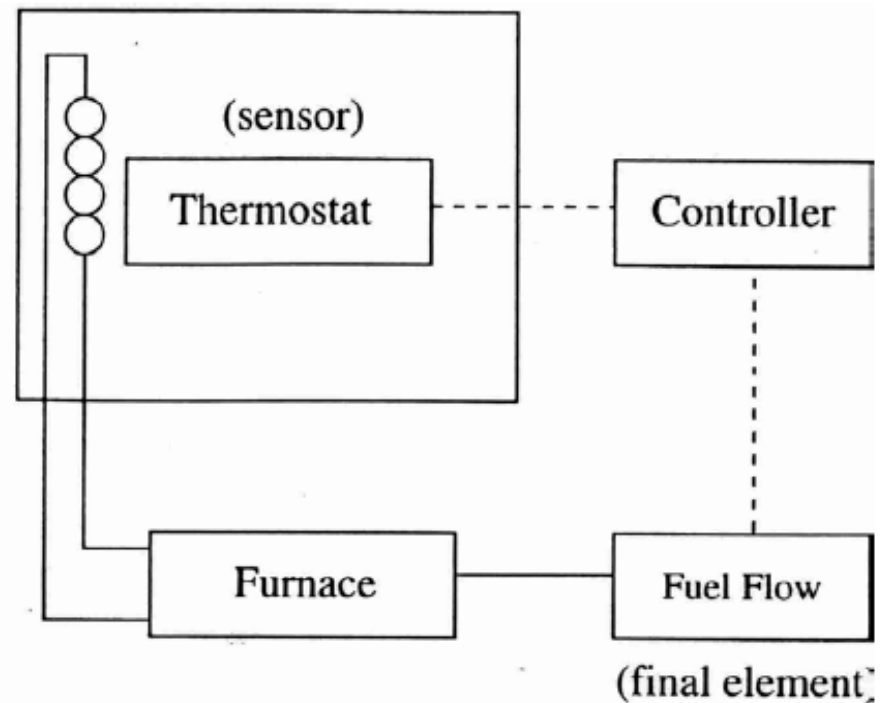 (sensor)
Thermostat
Controller
Furnace
Fuel Flow
(final element)